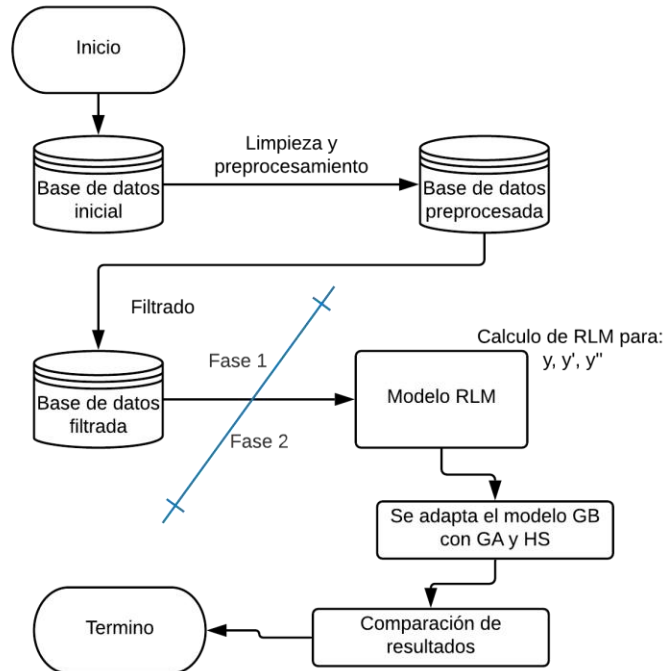 Inicio
Limpieza y
preprocesamiento
Base de datos
inicial
Base de datos
preprocesada
Filtrado
Fase 1
Calculo de RLM para:
y, y', y"
Base de datos
filtrada
Modelo RLM
Fase 2
Se adapta el modelo GB
con GA y HS
Comparación de
resultados
Termino